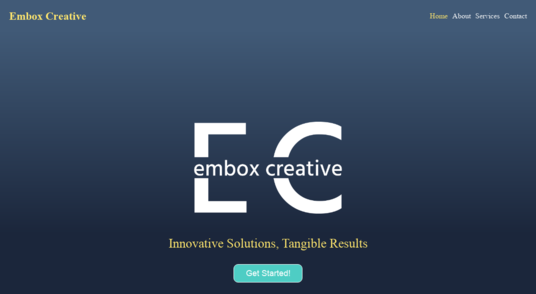 Embox Creative
Home About Services Contact
EC
embox creative
Innovative Solutions, Tangible Results
Get Started!